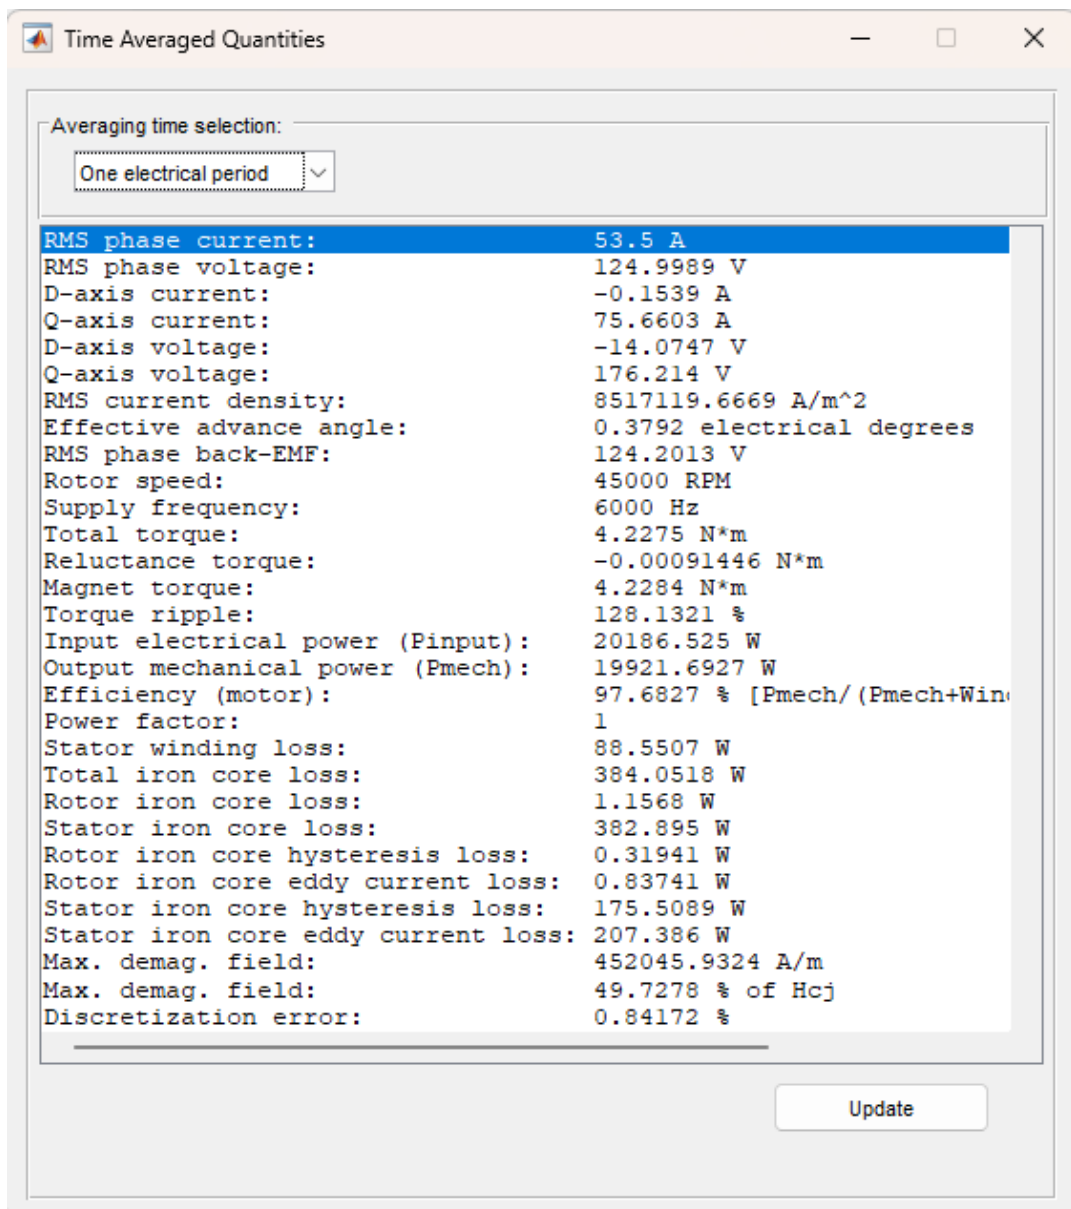 Time Averaged Quantities
Averaging time selection:
One electrical period
RMS phase current: 53.5 A
RMS phase voltage: 124.9989 V
D-axis current: -0.1539 A
Q-axis current: 75.6603 A
D-axis voltage: -14.0747 V
Q-axis voltage: 176.214 V
RMS current density: 8517119.6669 A/m^2
Effective advance angle: 0.3792 electrical degrees
RMS phase back-EMF: 124.2013 V
Rotor speed: 45000 RPM
Supply frequency: 6000 Hz
Total torque: 4.2275 N*m
Reluctance torque: -0.00091446 N*m
Magnet torque: 4.2284 N*m
Torque ripple: 128.1321 %
Input electrical power (Pinput): 20186.525 W
Output mechanical power (Pmech): 19921.6927 W
Efficiency (motor): 97.6827 % [Pmech/(Pmech+Win
Power factor: 1
Stator winding loss: 88.5507 W
Total iron core loss: 384.0518 W
Rotor iron core loss: 1.1568 W
Stator iron core loss: 382.895 W
Rotor iron core hysteresis loss: 0.31941 W
Rotor iron core eddy current loss: 0.83741 W
Stator iron core hysteresis loss: 175.5089 W
Stator iron core eddy current loss: 207.386 W
Max. demag. field: 452045.9324 A/m
Max. demag. field: 49.7278 % of Hcj
Discretization error: 0.84172 %
Update